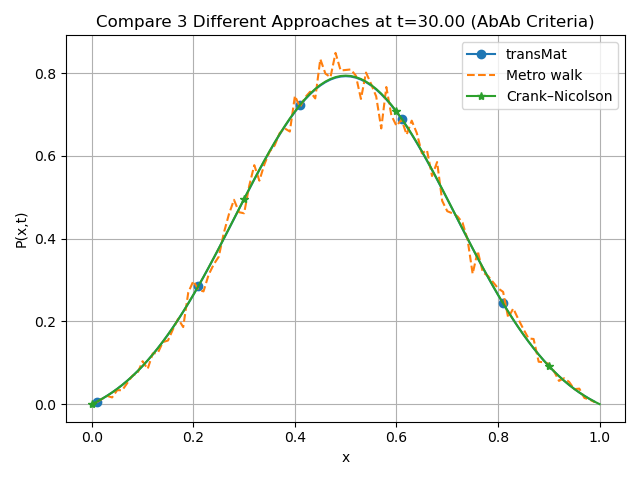 Compare 3 Different Approaches at t=30.00 (AbAb Criteria)
transMat
Metro walk
Crank–Nicolson
P(x,t)
0.8
0.6
0.4
0.2
0.0
0.0 0.2 0.4 0.6 0.8 1.0
x